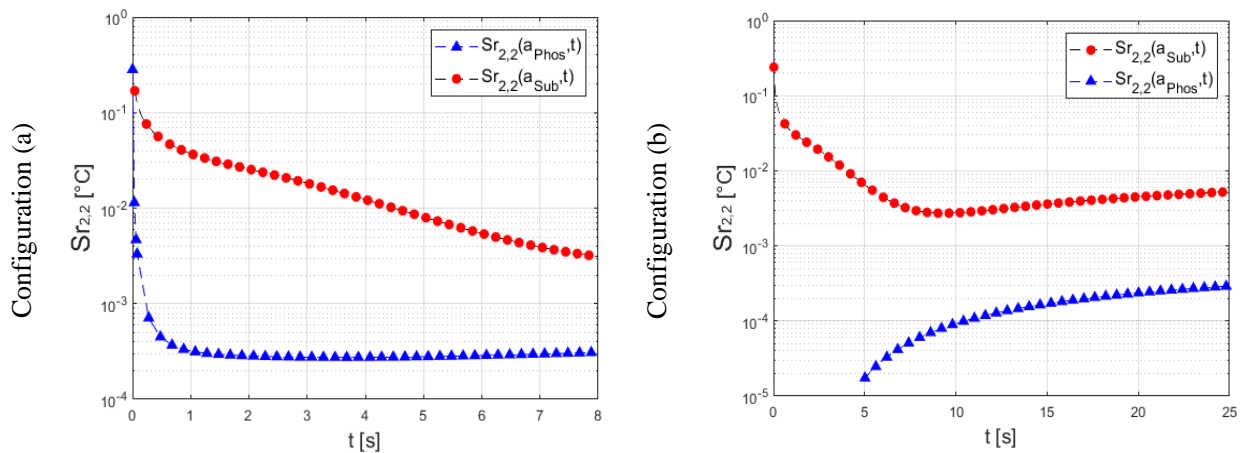 Configuration (a)
Sr2,2 [°C]
10^0
10^-1
10^-2
10^-3
10^-4
Sr2,2(aPhos,t)
Sr2,2(aSub,t)
0 1 2 3 4 5 6 7 8
t [s]
Configuration (b)
Sr2,2 [°C]
10^0
10^-1
10^-2
10^-3
10^-4
10^-5
Sr2,2(aSub,t)
Sr2,2(aPhos,t)
0 5 10 15 20 25
t [s]